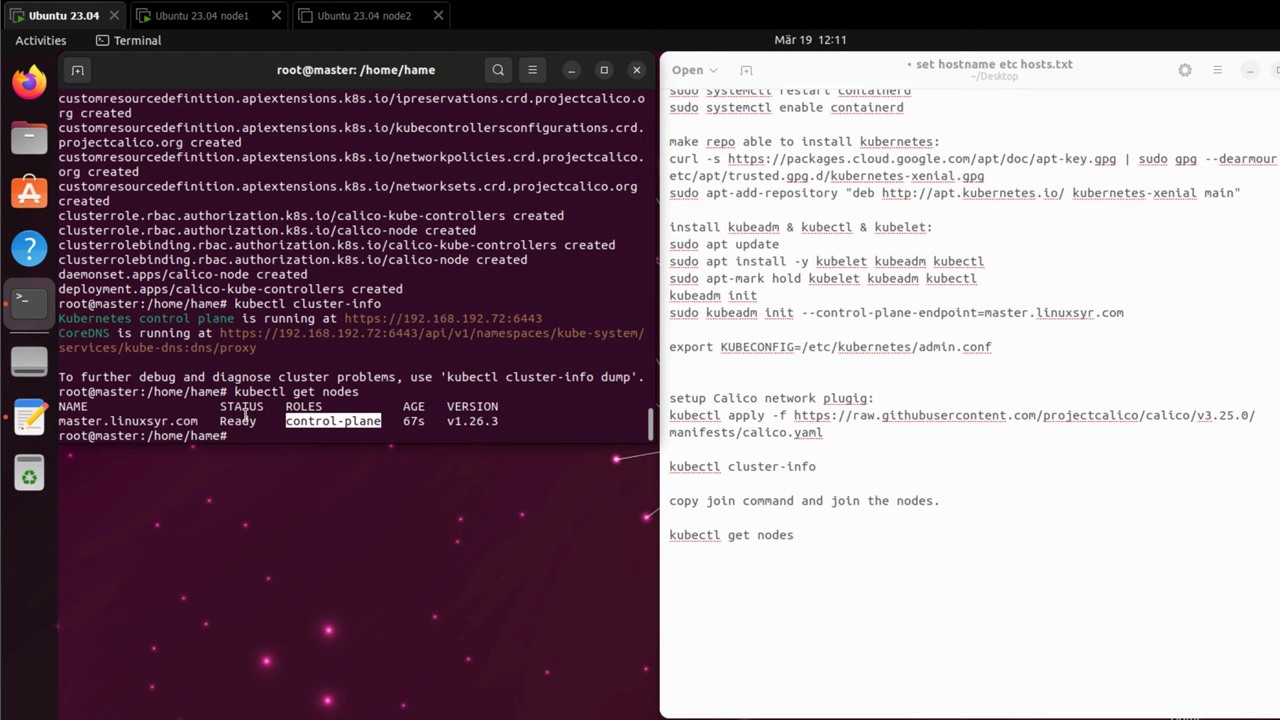 Ubuntu 23.04
Ubuntu 23.04 node1
Ubuntu 23.04 node2
Activities
Terminal
Mär 19 12:11
root@master: /home/hame
customresourcedefinition.apiextensions.k8s.io/ipreservations.crd.projectcalico.o
rg created
customresourcedefinition.apiextensions.k8s.io/kubecontrollersconfigurations.crd.
projectcalico.org created
customresourcedefinition.apiextensions.k8s.io/networkpolicies.crd.projectcalico.
org created
customresourcedefinition.apiextensions.k8s.io/networksets.crd.projectcalico.org
created
clusterrole.rbac.authorization.k8s.io/calico-kube-controllers created
clusterrole.rbac.authorization.k8s.io/calico-node created
clusterrolebinding.rbac.authorization.k8s.io/calico-kube-controllers created
clusterrolebinding.rbac.authorization.k8s.io/calico-node created
daemonset.apps/calico-node created
deployment.apps/calico-kube-controllers created
root@master:/home/hame# kubectl cluster-info
Kubernetes control plane is running at https://192.168.192.72:6443
CoreDNS is running at https://192.168.192.72:6443/api/v1/namespaces/kube-system/
services/kube-dns:dns/proxy
To further debug and diagnose cluster problems, use 'kubectl cluster-info dump'.
root@master:/home/hame# kubectl get nodes
NAME STATUS ROLES AGE VERSION
master.linuxsyr.com Ready control-plane 67s v1.26.3
root@master:/home/hame#
Open
• set hostname etc hosts.txt
~/Desktop
sudo systemctl restart containerd
sudo systemctl enable containerd
make repo able to install kubernetes:
curl -s https://packages.cloud.google.com/apt/doc/apt-key.gpg | sudo gpg --dearmour
etc/apt/trusted.gpg.d/kubernetes-xenial.gpg
sudo apt-add-repository "deb http://apt.kubernetes.io/ kubernetes-xenial main"
install kubeadm & kubectl & kubelet:
sudo apt update
sudo apt install -y kubelet kubeadm kubectl
sudo apt-mark hold kubelet kubeadm kubectl
kubeadm init
sudo kubeadm init --control-plane-endpoint=master.linuxsyr.com
export KUBECONFIG=/etc/kubernetes/admin.conf
setup Calico network plugig:
kubectl apply -f https://raw.githubusercontent.com/projectcalico/calico/v3.25.0/
manifests/calico.yaml
kubectl cluster-info
copy join command and join the nodes.
kubectl get nodes